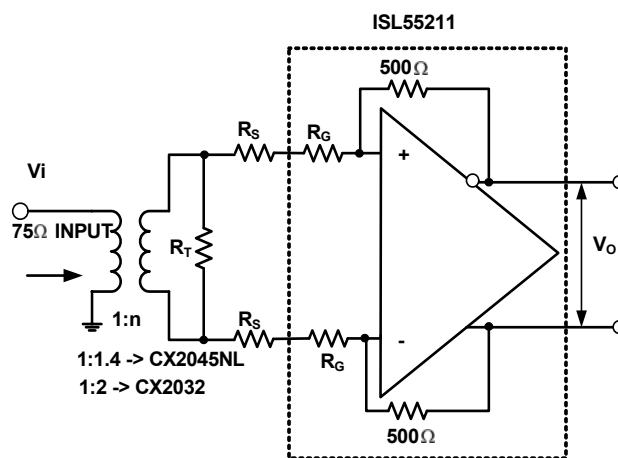 ISL55211
500Ω
RS
RG
+
Vi
75Ω INPUT
RT
VO
1:n
RS
RG
-
1:1.4 -> CX2045NL
1:2 -> CX2032
500Ω